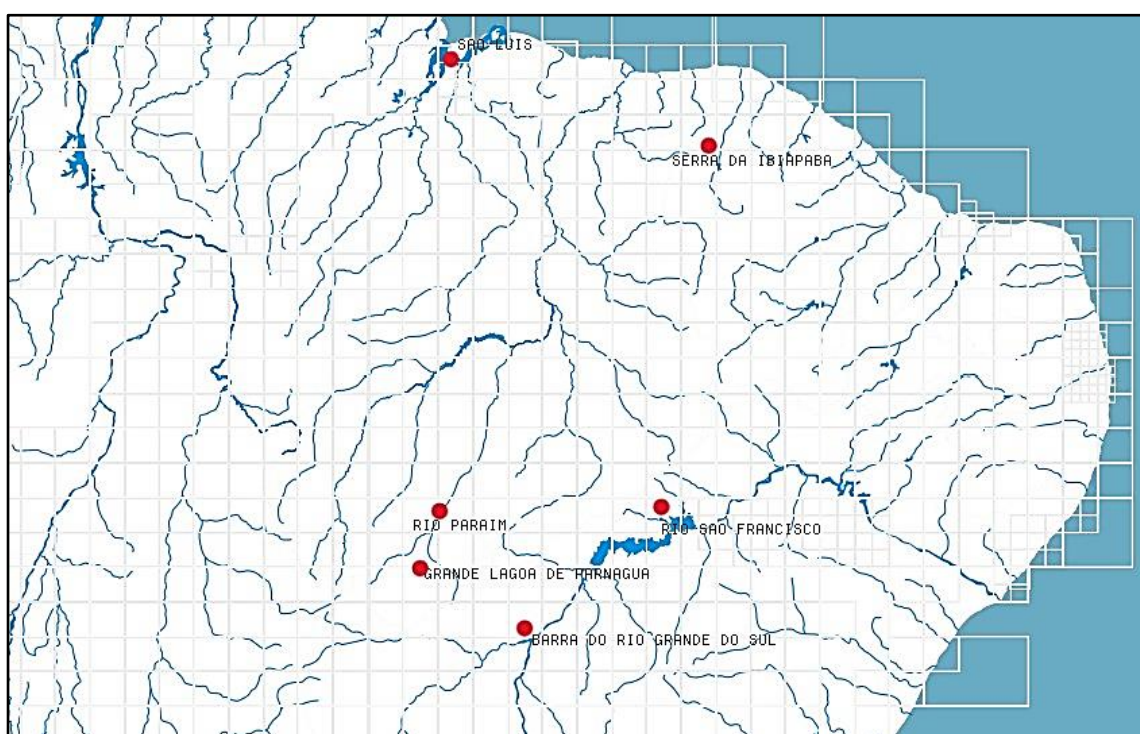 SAO LUIS
SERRA DA IBIAPABA
RIO PARAIM
RIO SAO FRANCISCO
GRANDE LAGOA DE PARNAGUA
BARRA DO RIO GRANDE DO SUL